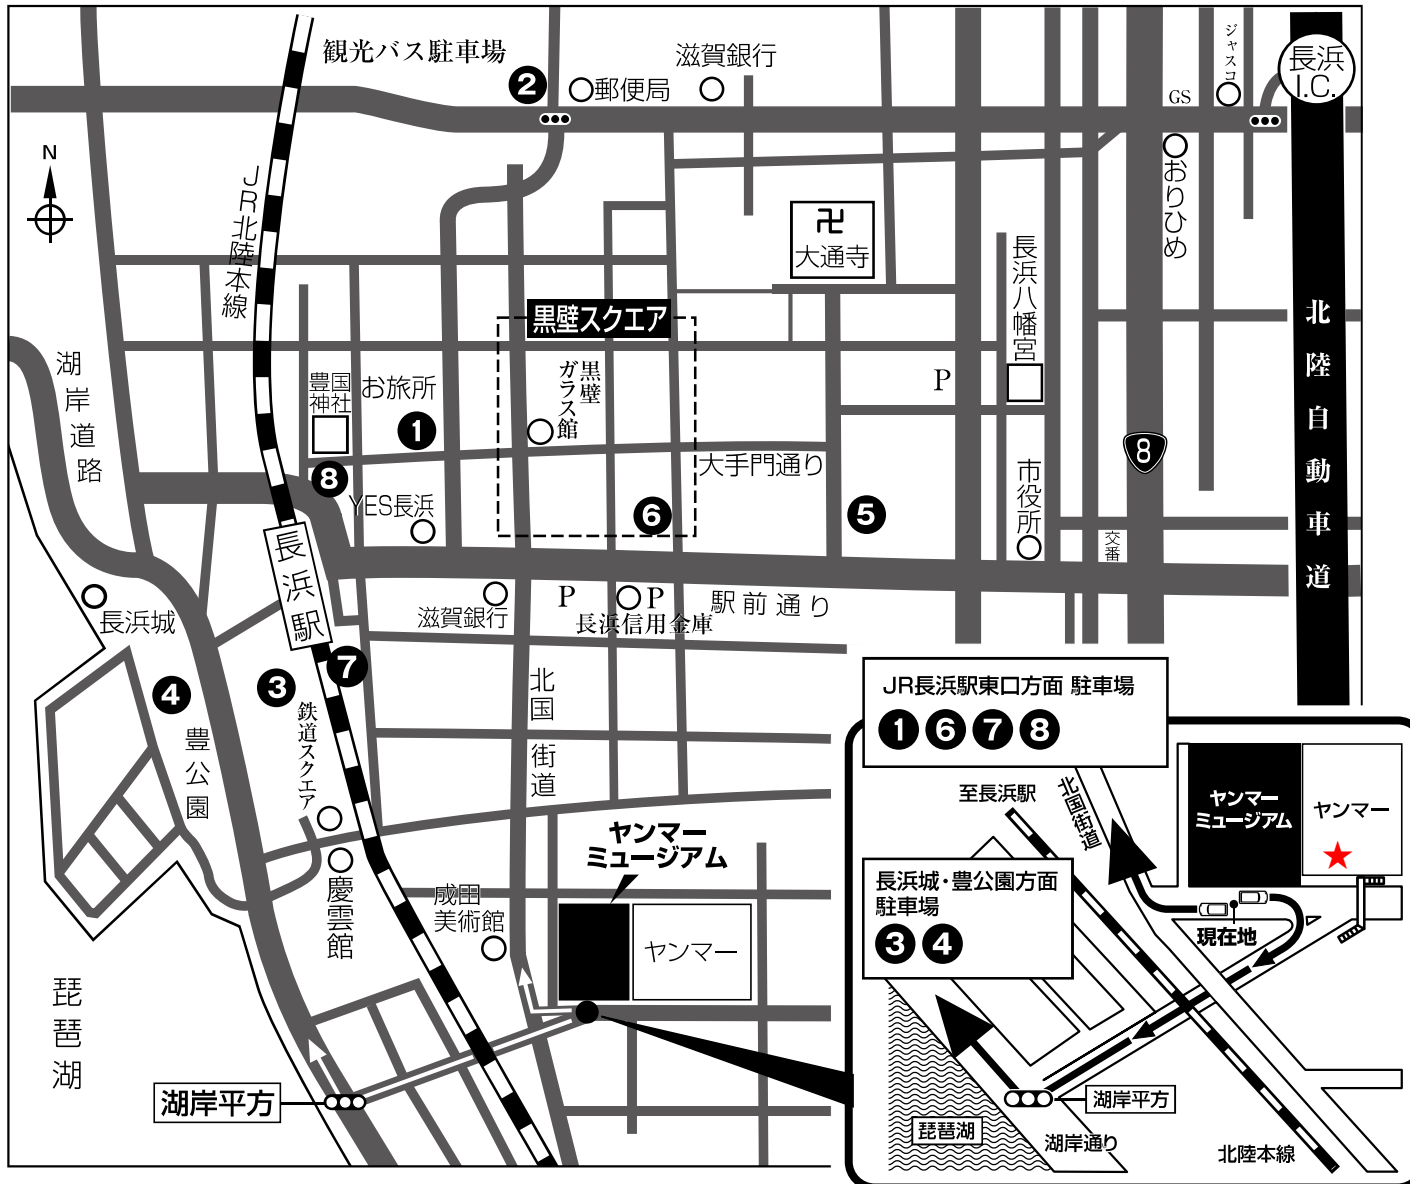 観光バス駐車場
2
郵便局
滋賀銀行
GS
ジャスコ
長浜
I.C.
N
JR北陸本線
おりひめ
卍
大通寺
長浜八幡宮
北陸自動車道
黒壁スクエア
湖岸道路
豊国
神社
お旅所
1
黒壁
ガラス館
P
8
大手門通り
8
YES長浜
6
5
市役所
交番
長浜駅
長浜城
滋賀銀行
P
P
長浜信用金庫
駅前通り
7
3
4
鉄道スクエア
北国街道
豊公園
慶雲館
成田
美術館
ヤンマー
ミュージアム
ヤンマー
琵琶湖
湖岸平方
JR長浜駅東口方面 駐車場
1 6 7 8
至長浜駅
北国街道
ヤンマー
ミュージアム
ヤンマー
長浜城・豊公園方面
駐車場
3 4
現在地
湖岸平方
琵琶湖
湖岸通り
北陸本線